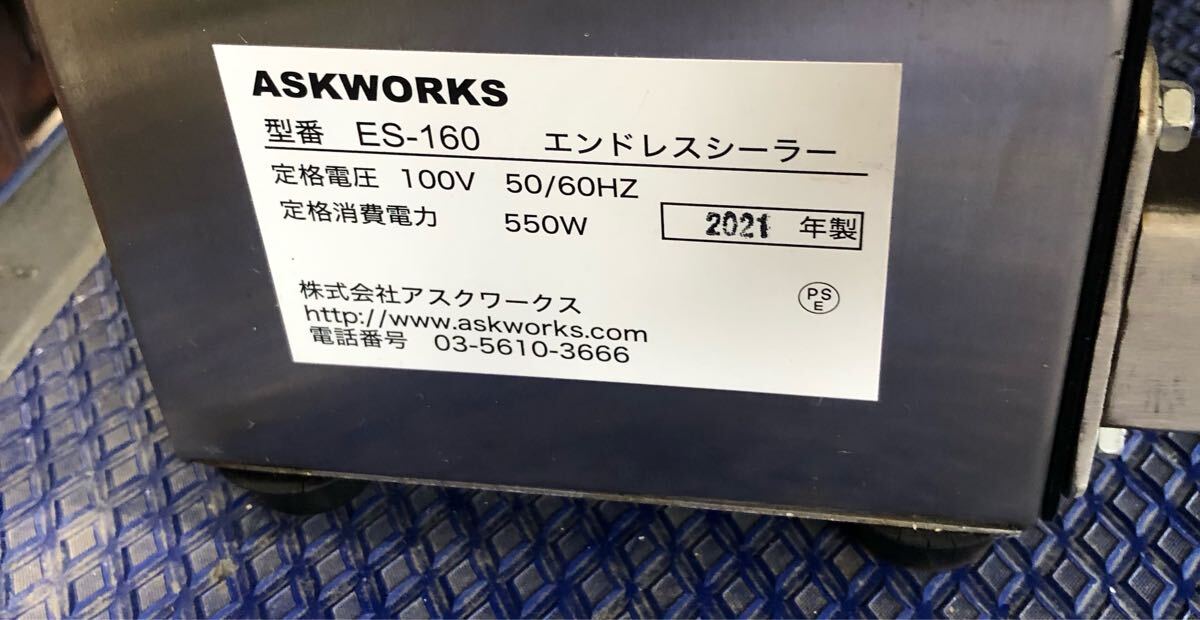 ASKWORKS
型番 ES-160 エンドレスシーラー
定格電圧 100V 50/60HZ
定格消費電力 550W 2021 年製
株式会社アスクワークス
http://www.askworks.com
電話番号 03-5610-3666
PS
E